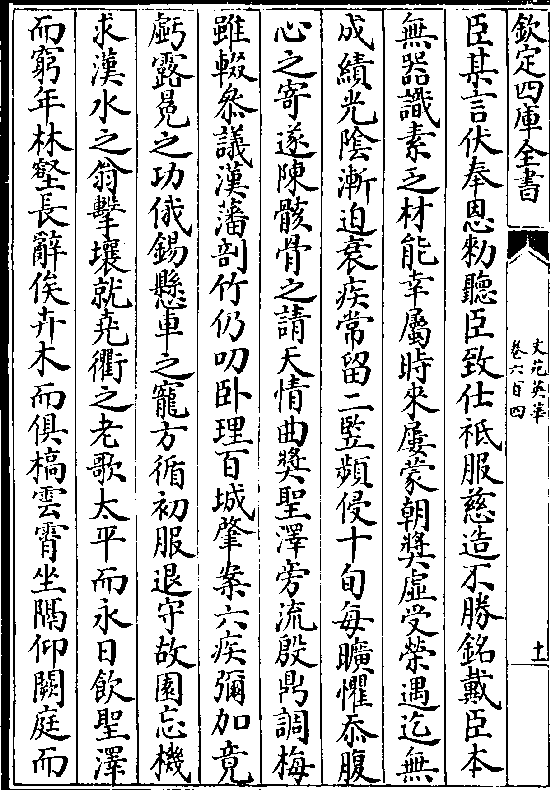 欽定四庫全書
文苑英華
卷六百四
十一
臣某言伏奉恩勑聽臣致仕祗服慈造不勝銘戴臣本
無器識素乏材能幸屬時來屢蒙朝奬虛受榮遇迄無
成績光陰漸迫衰疾常留二豎頻侵十旬每曠懼忝腹
心之寄遂陳骸骨之請天情曲奬聖澤旁流殷鼎調梅
雖輟叅議漢藩剖竹仍叨卧理百城肇案六疾彌加竟
虧露冕之功俄錫懸車之寵方循初服退守故園忘機
求漢水之翁擊壤就堯衢之老歌太平而永日飲聖澤
而窮年林壑長辭俟卉木而俱槁雲霄坐隔仰闕庭而